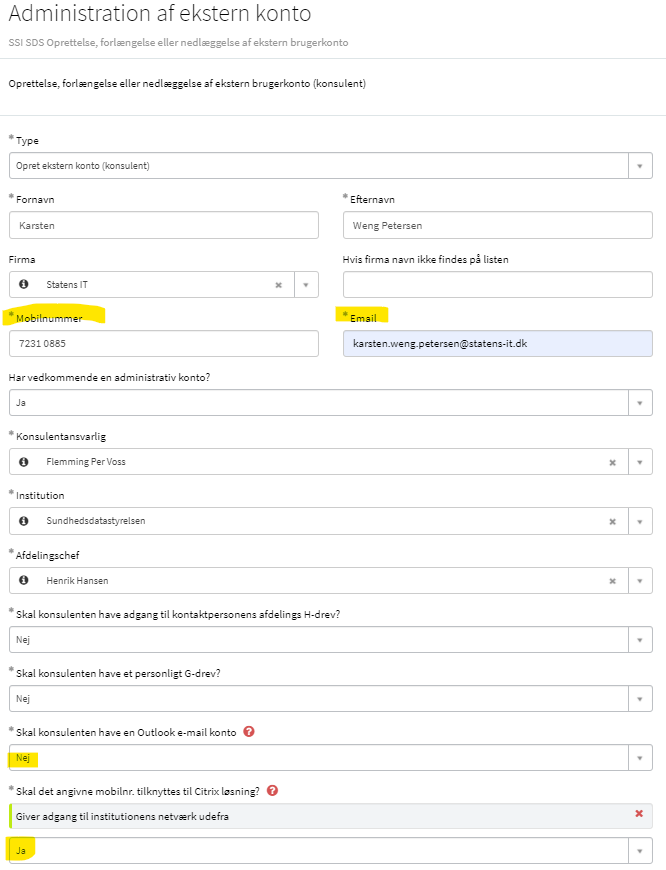 Administration af ekstern konto
SSI SDS Oprettelse, forlængelse eller nedlæggelse af ekstern brugerkonto
Oprettelse, forlængelse eller nedlæggelse af ekstern brugerkonto (konsulent)
* Type
Opret ekstern konto (konsulent)
* Fornavn
* Efternavn
Karsten
Weng Petersen
Firma
Hvis firma navn ikke findes på listen
Statens IT
* Mobilnummer
* Email
7231 0885
karsten.weng.petersen@statens-it.dk
Har vedkommende en administrativ konto?
Ja
* Konsulentansvarlig
Flemming Per Voss
* Institution
Sundhedsdatastyrelsen
* Afdelingschef
Henrik Hansen
* Skal konsulenten have adgang til kontaktpersonens afdelings H-drev?
Nej
* Skal konsulenten have et personligt G-drev?
Nej
* Skal konsulenten have en Outlook e-mail konto
Nej
* Skal det angivne mobilnr. tilknyttes til Citrix løsning?
Giver adgang til institutionens netværk udefra
Ja